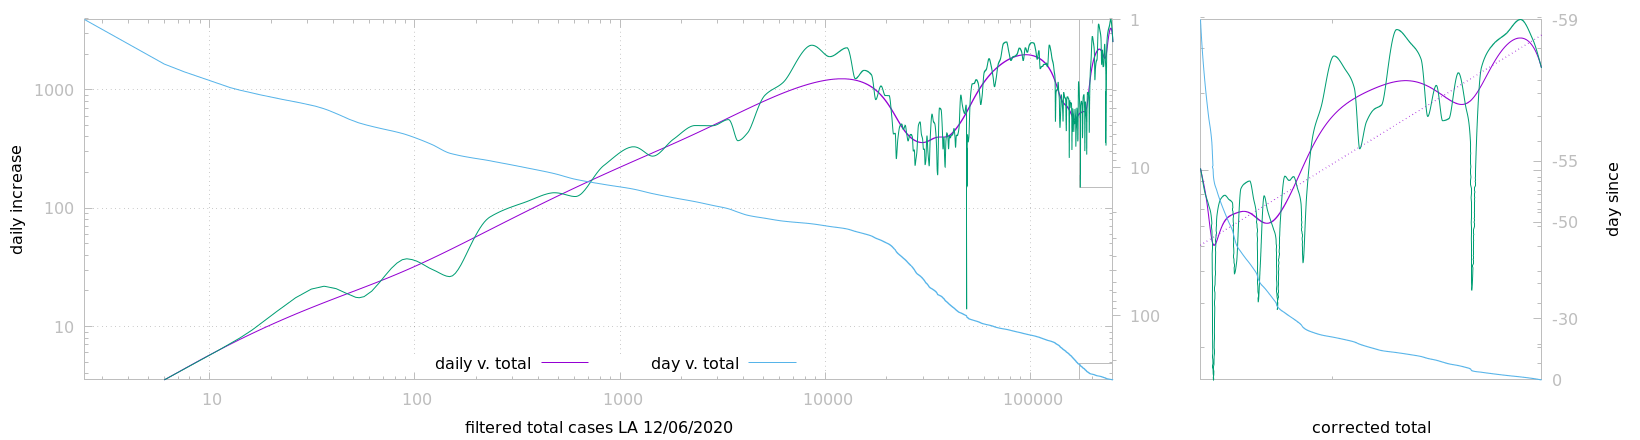 1000
100
10
daily increase
daily v. total
day v. total
10
100
1000
10000
100000
filtered total cases LA 12/06/2020
1
10
100
-59
-55
-50
-30
0
day since
corrected total